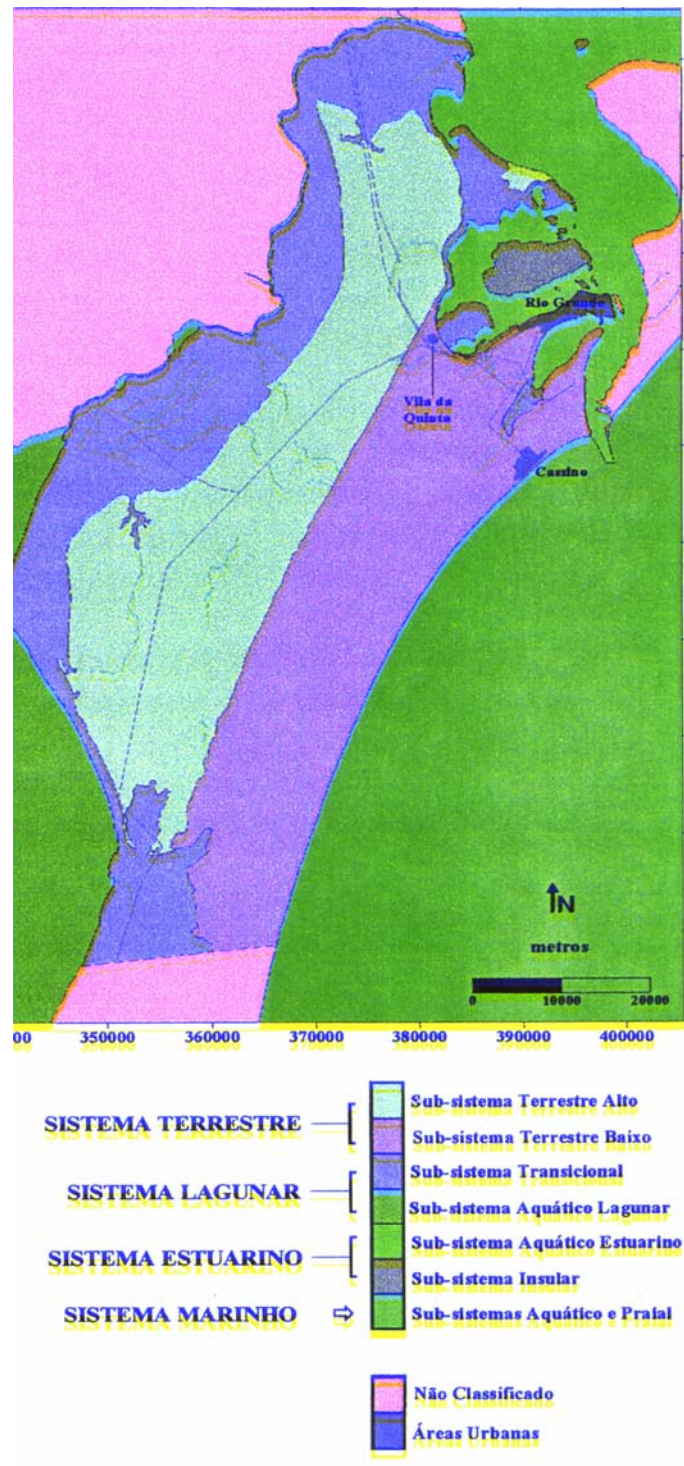 Rio Grande
Vila da
Quinta
Cassino
N
metros
0 10000 20000
00 350000 360000 370000 380000 390000 400000
Sub-sistema Terrestre Alto
SISTEMA TERRESTRE
Sub-sistema Terrestre Baixo
Sub-sistema Transicional
SISTEMA LAGUNAR
Sub-sistema Aquático Lagunar
Sub-sistema Aquático Estuarino
SISTEMA ESTUARINO
Sub-sistema Insular
SISTEMA MARINHO ⇨ Sub-sistemas Aquático e Praial
Não Classificado
Áreas Urbanas